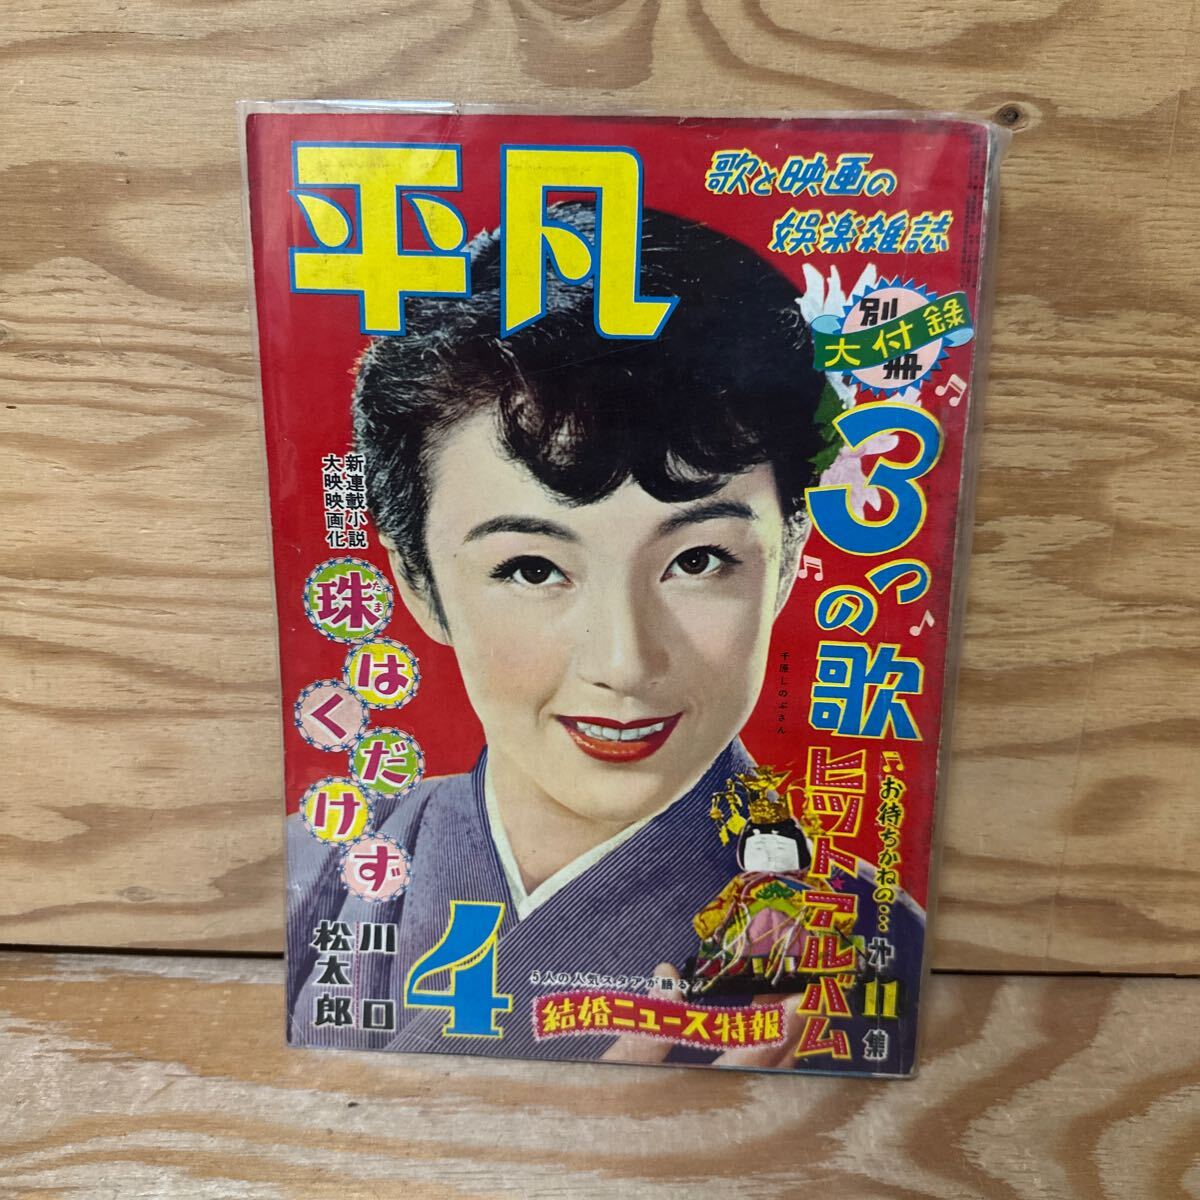 平凡
歌と映画の
娯楽雑誌
別冊
大付録
3つの歌
お待ちかねの…
ヒット・アルバム
才11集
新連載小説
大映映画化
珠はくだけず
たま
川口
松太郎
千原しのぶさん
4
5人の人気スタアが語る
結婚ニュース特報